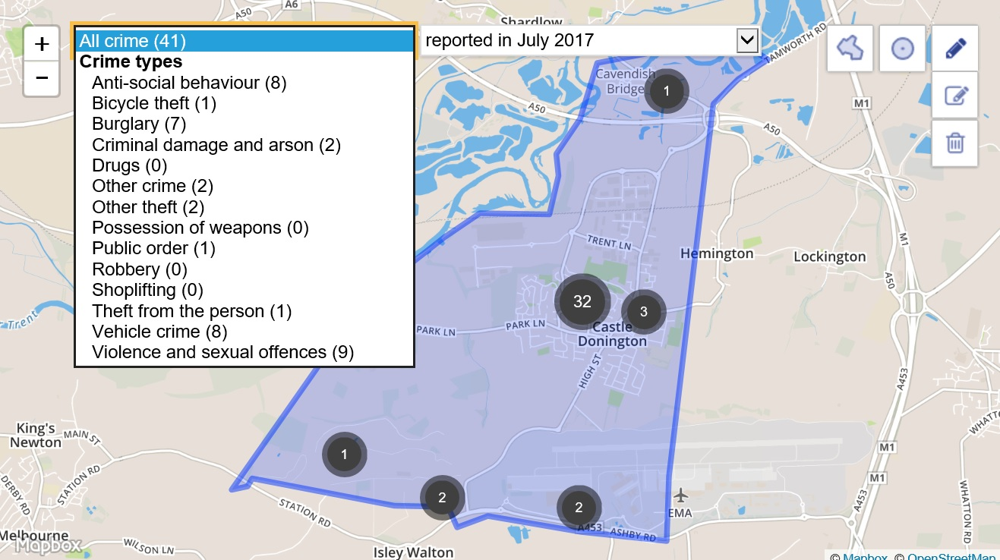 A50
A6
Shardlow
+
−
All crime (41)
Crime types
Anti-social behaviour (8)
Bicycle theft (1)
Burglary (7)
Criminal damage and arson (2)
Drugs (0)
Other crime (2)
Other theft (2)
Possession of weapons (0)
Public order (1)
Robbery (0)
Shoplifting (0)
Theft from the person (1)
Vehicle crime (8)
Violence and sexual offences (9)
reported in July 2017
TAMWORTH RD
Cavendish
Bridge
1
A50
M1
A50
TRENT LN
Hemington
Lockington
M1
A50
32
3
Trent
PARK LN
PARK LN
Castle
Donington
HIGH ST
A453
King's
Newton
MAIN ST
STATION RD
DERBY RD
1
2
2
STATION RD
EMA
M1
M1
A453
A453
ASHBY RD
WHATTON RD
Melbourne
Mapbox
WILSON LN
Isley Walton
© Mapbox, © OpenStreetMap